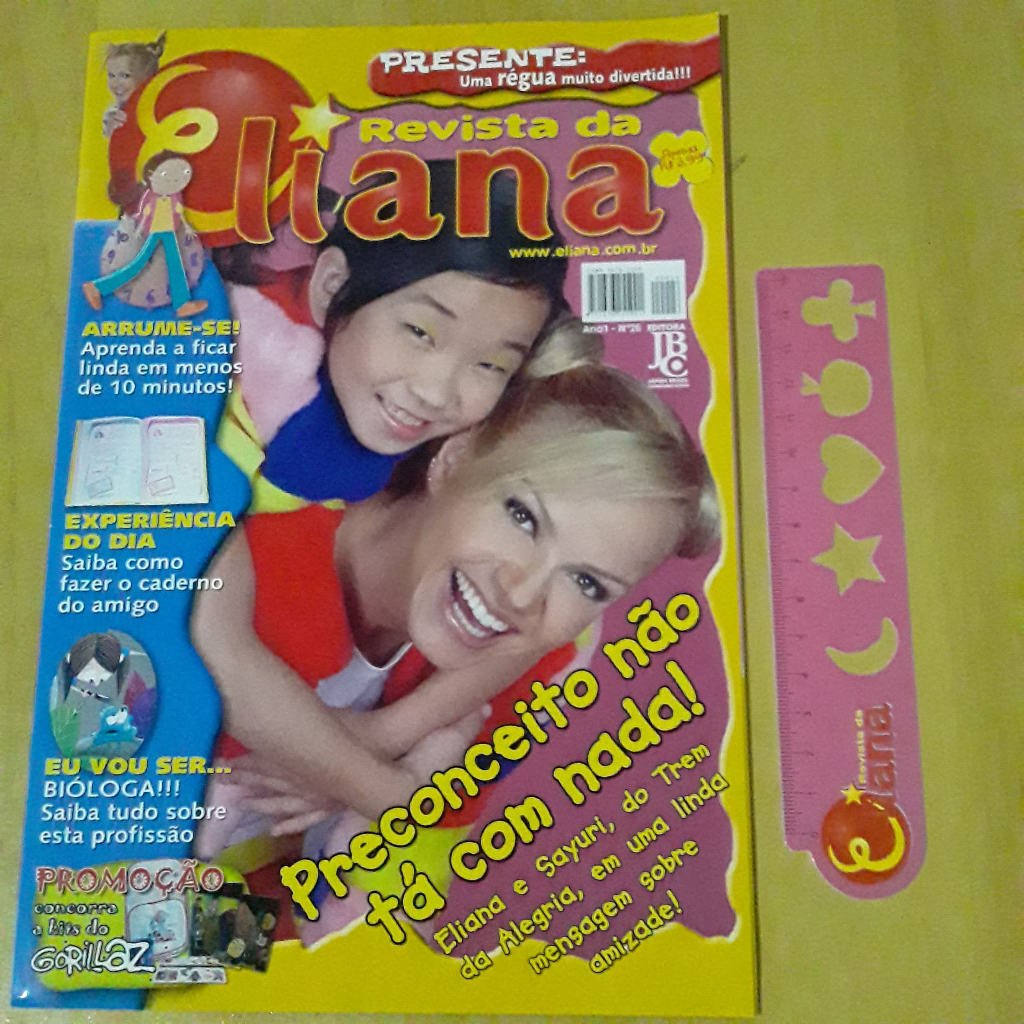 PRESENTE:
Uma régua muito divertida!!!
Revista da
eliana
Apenas
www.eliana.com.br
Ano1 - Nº26
EDITORA
JBC
ARRUME-SE!
Aprenda a ficar
linda em menos
de 10 minutos!
EXPERIÊNCIA
DO DIA
Saiba como
fazer o caderno
do amigo
EU VOU SER...
BIÓLOGA!!!
Saiba tudo sobre
esta profissão
PROMOÇÃO
concorra
a kits do
GORILLAZ
Preconceito não
tá com nada!
Eliana e Sayuri, do Trem
da Alegria, em uma linda
mensagem sobre
amizade!
Revista da
eliana